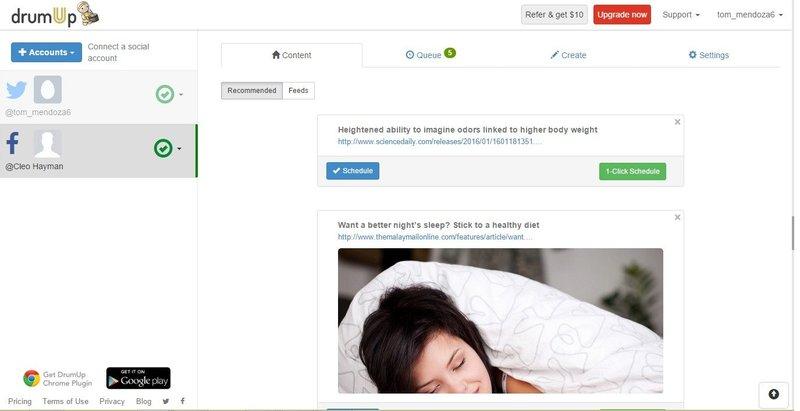 drumUp
Refer & get $10
Upgrade now
Support
tom_mendoza6
+ Accounts
Connect a social
account
@tom_mendoza6
@Cleo Hayman
Content
Queue 5
Create
Settings
Recommended
Feeds
Heightened ability to imagine odors linked to higher body weight
http://www.sciencedaily.com/releases/2016/01/1601181351....
Schedule
1-Click Schedule
Want a better night's sleep? Stick to a healthy diet
http://www.themalaymailonline.com/features/article/want....
Get DrumUp
Chrome Plugin
GET IT ON
Google play
Pricing
Terms of Use
Privacy
Blog